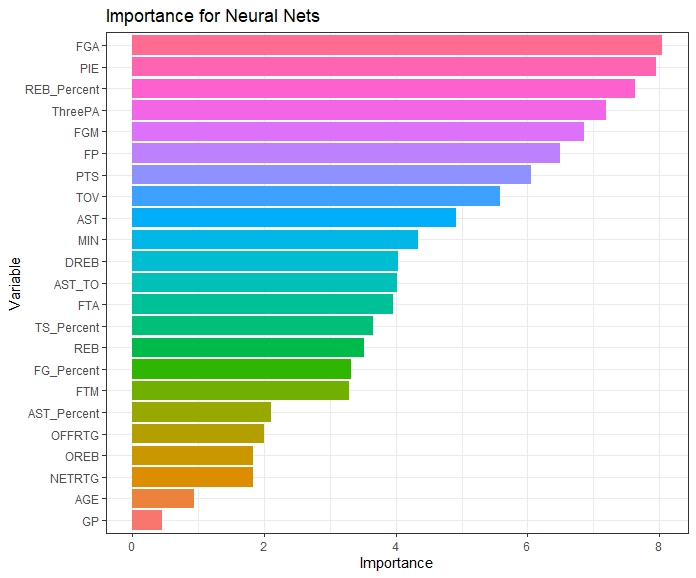 Importance for Neural Nets
Variable
FGA
PIE
REB_Percent
ThreePA
FGM
FP
PTS
TOV
AST
MIN
DREB
AST_TO
FTA
TS_Percent
REB
FG_Percent
FTM
AST_Percent
OFFRTG
OREB
NETRTG
AGE
GP
0 2 4 6 8
Importance